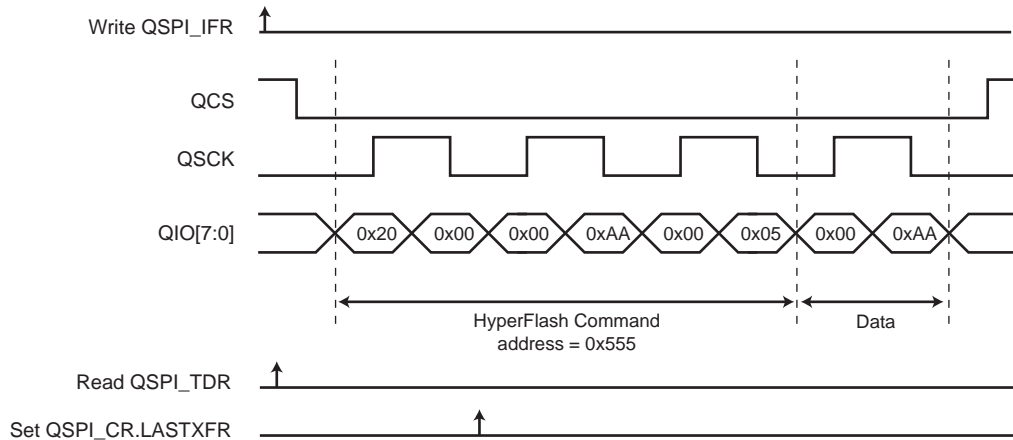 Write QSPI_IFR
QCS
QSCK
QIO[7:0]
0x20 0x00 0x00 0xAA 0x00 0x05 0x00 0xAA
HyperFlash Command
address = 0x555
Data
Read QSPI_TDR
Set QSPI_CR.LASTXFR